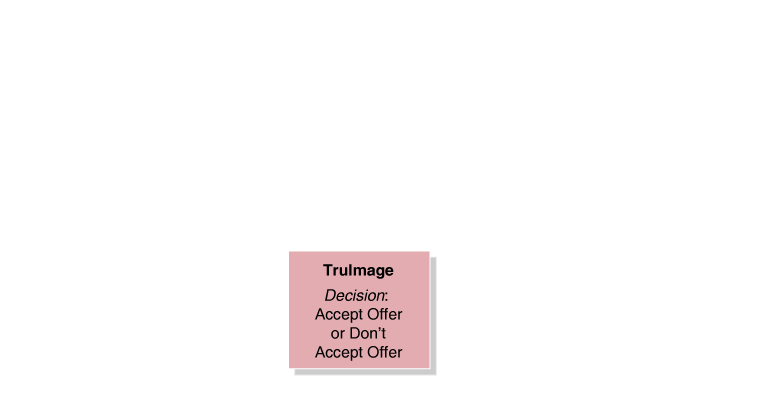 TruImage
Decision:
Accept Offer
or Don't
Accept Offer